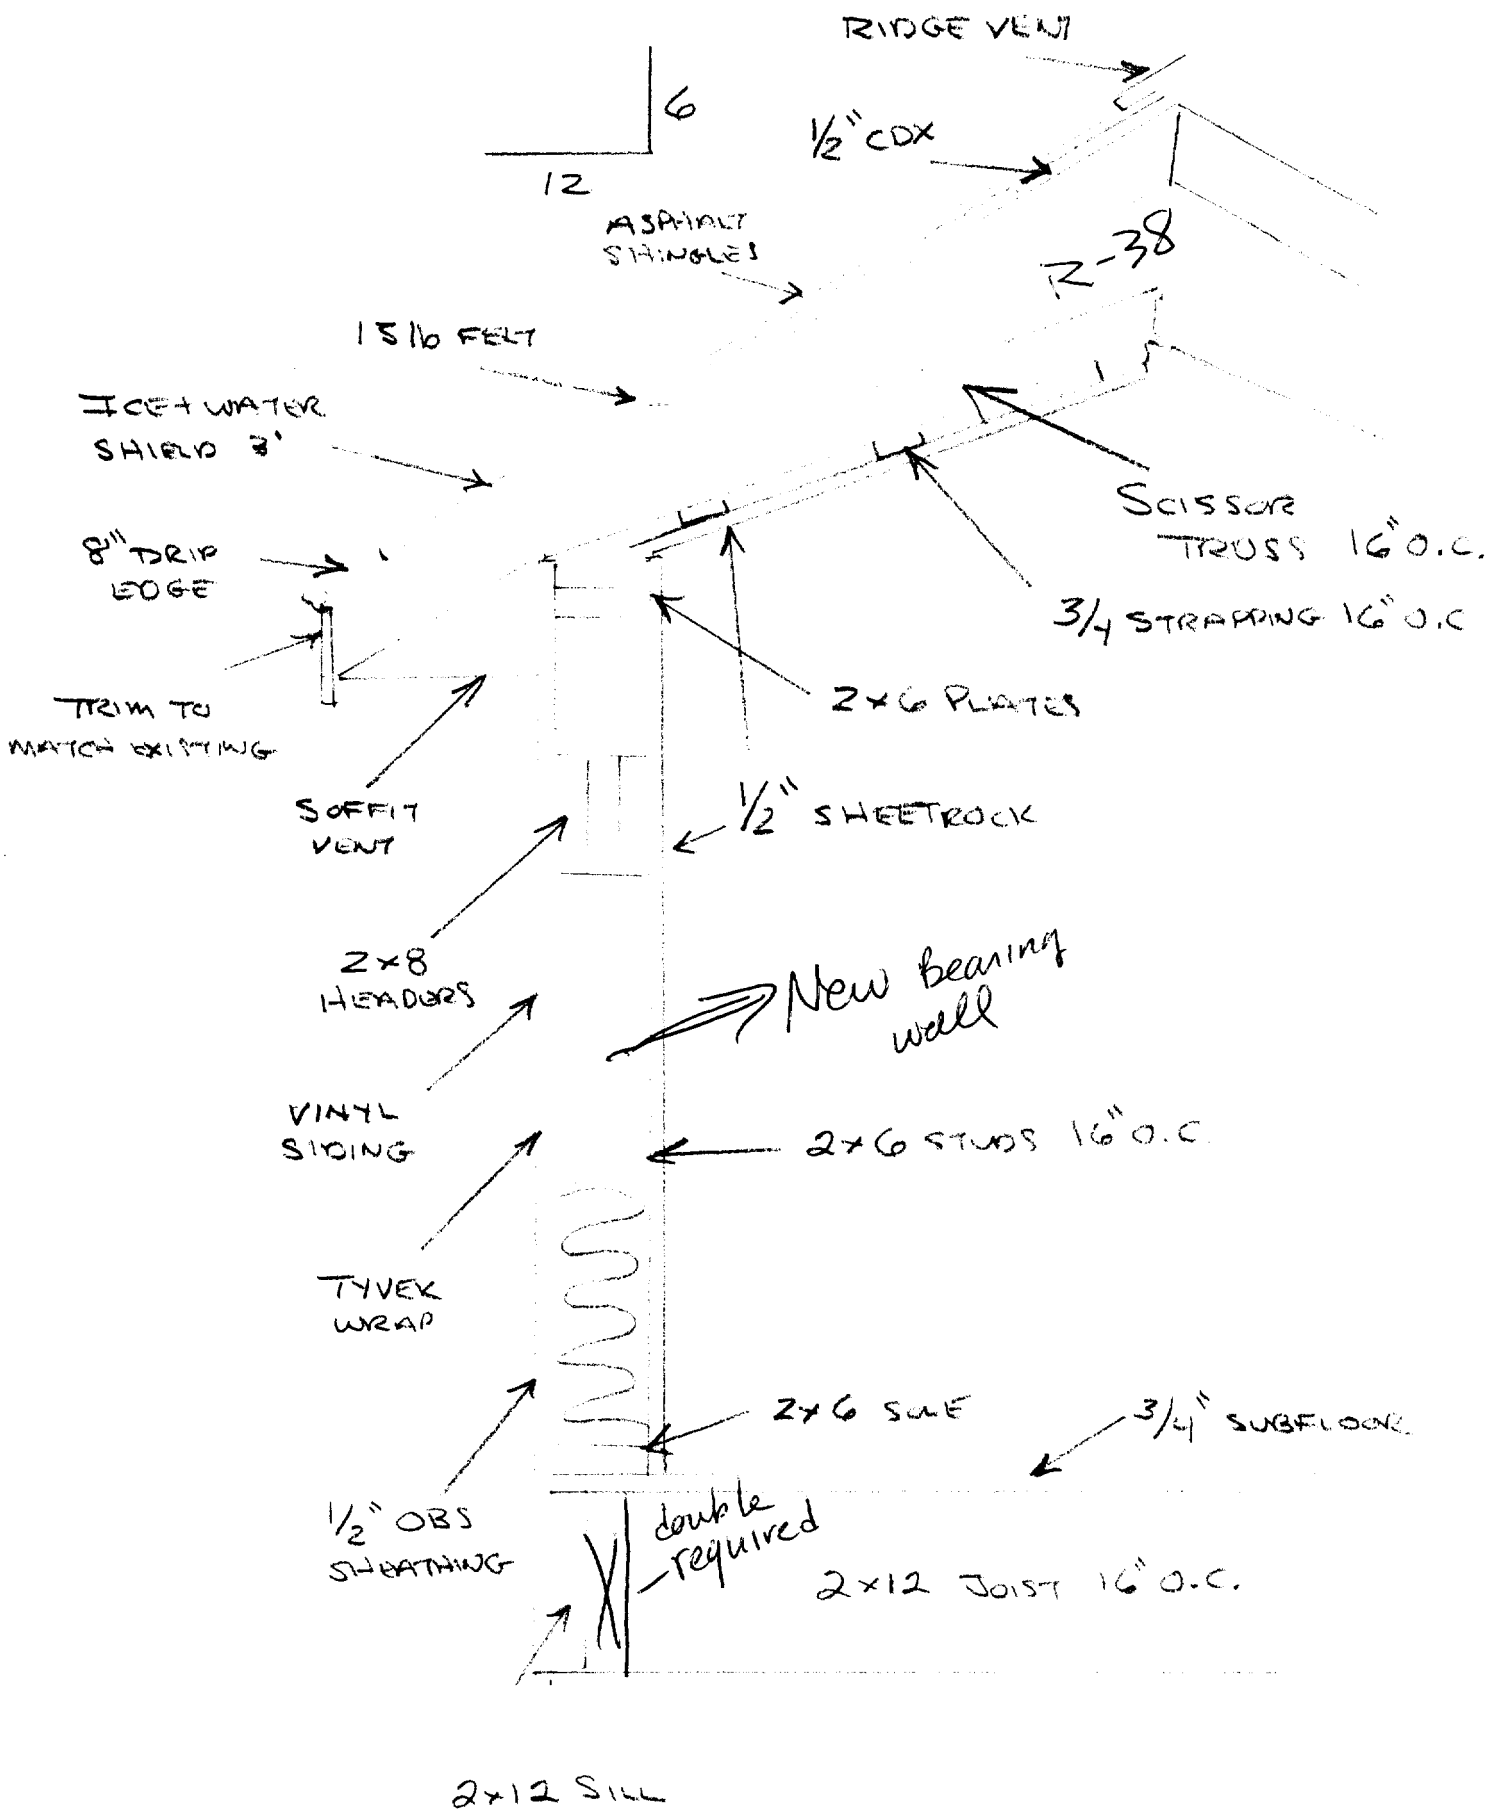 RIDGE VENT
6
12
1/2" CDX
ASPHALT
SHINGLES
R-38
15 lb FELT
ICE + WATER
SHIELD 3'
8" DRIP
EDGE
SCISSOR
TRUSS 16" O.C.
3/4 STRAPPING 16" O.C
TRIM TO
MATCH EXISTING
2x6 PLATES
SOFFIT
VENT
1/2" SHEETROCK
2x8
HEADERS
New Bearing
wall
VINYL
SIDING
2x6 STUDS 16" O.C.
TYVEK
WRAP
2x6 SOLE
3/4" SUBFLOOR
1/2" OBS
SHEATHING
double
required
2x12 JOIST 16" O.C.
2x12 SILL